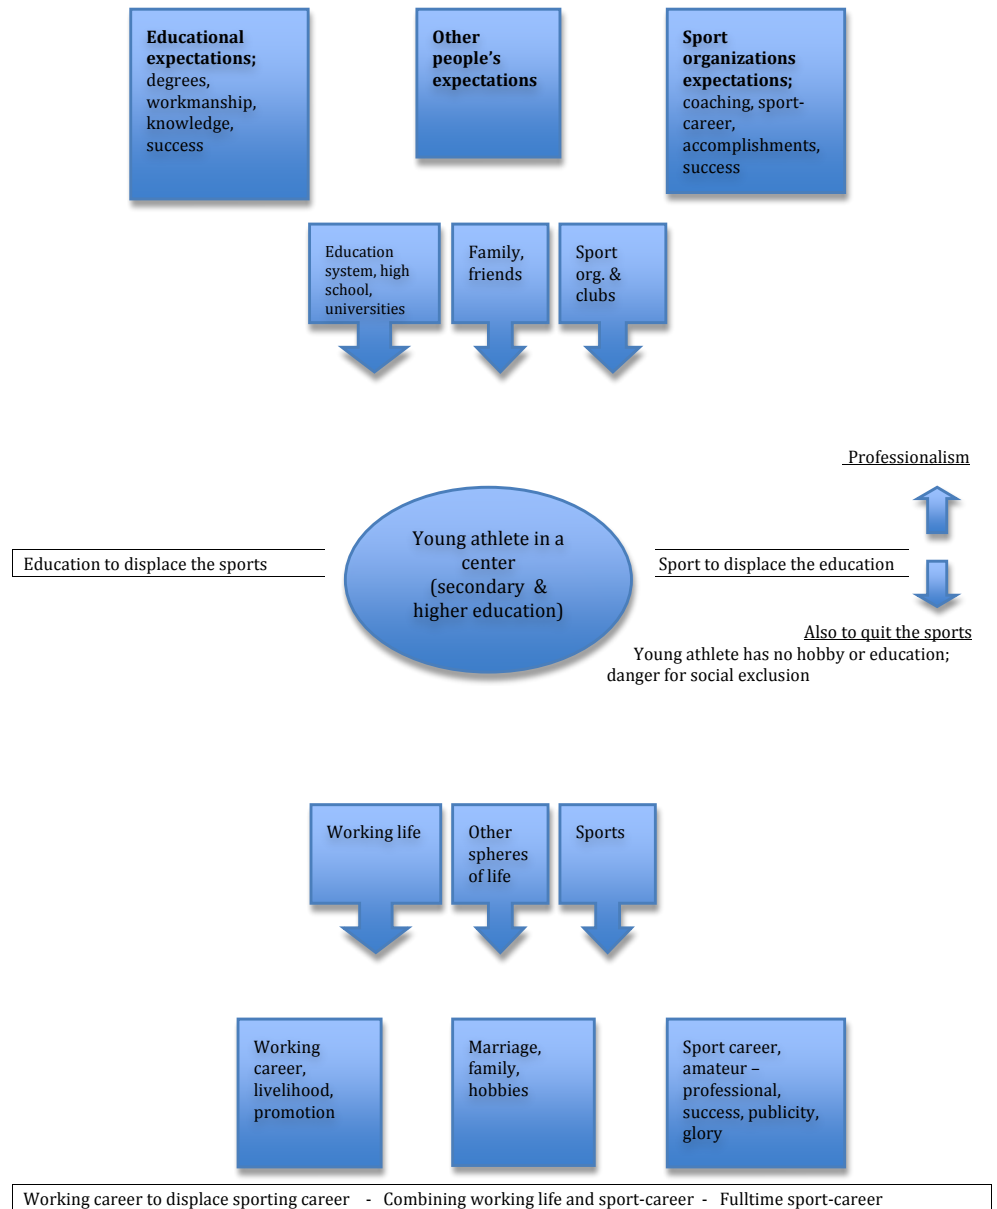 Educational
expectations;
degrees,
workmanship,
knowledge,
success
Other
people’s
expectations
Sport
organizations
expectations;
coaching, sport-
career,
accomplishments,
success
Education
system, high
school,
universities
Family,
friends
Sport
org. &
clubs
Professionalism
Education to displace the sports
Young athlete in a
center
(secondary &
higher education)
Sport to displace the education
Also to quit the sports
Young athlete has no hobby or education;
danger for social exclusion
Working life
Other
spheres
of life
Sports
Working
career,
livelihood,
promotion
Marriage,
family,
hobbies
Sport career,
amateur –
professional,
success, publicity,
glory
Working career to displace sporting career - Combining working life and sport-career - Fulltime sport-career